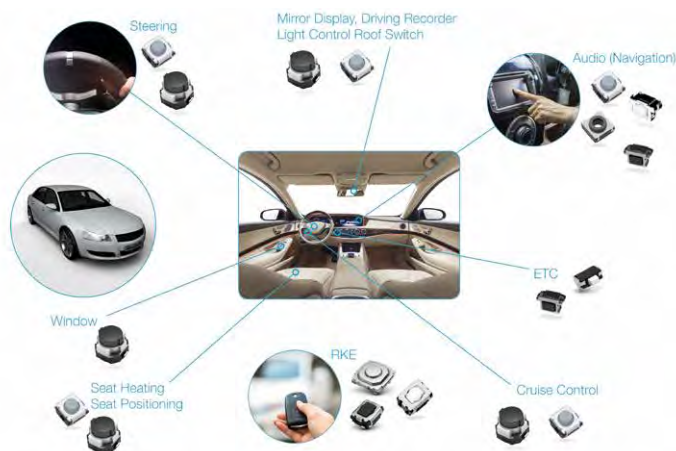 Steering
Mirror Display, Driving Recorder
Light Control Roof Switch
Audio (Navigation)
ETC
Window
RKE
Seat Heating
Seat Positioning
Cruise Control